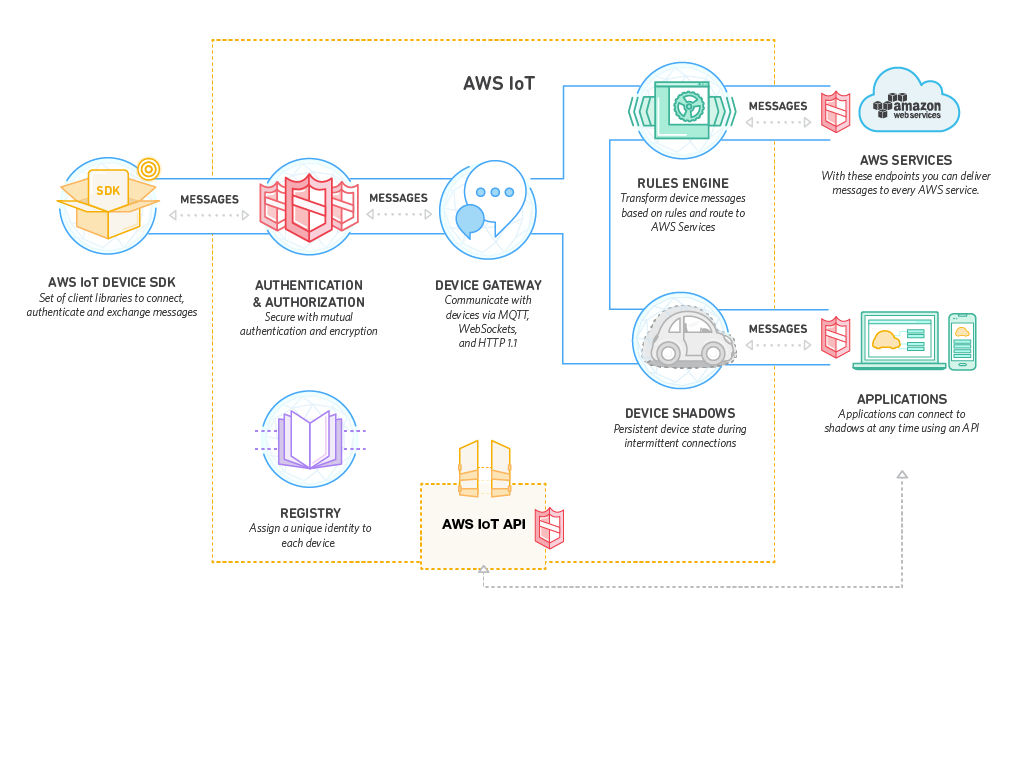 AWS IoT
SDK
MESSAGES
MESSAGES
MESSAGES
amazon
web services
AWS SERVICES
With these endpoints you can deliver
messages to every AWS service.
RULES ENGINE
Transform device messages
based on rules and route to
AWS Services
AWS IoT DEVICE SDK
Set of client libraries to connect,
authenticate and exchange messages
AUTHENTICATION
& AUTHORIZATION
Secure with mutual
authentication and encryption
DEVICE GATEWAY
Communicate with
devices via MQTT,
WebSockets,
and HTTP 1.1
MESSAGES
DEVICE SHADOWS
Persistent device state during
intermittent connections
APPLICATIONS
Applications can connect to
shadows at any time using an API
REGISTRY
Assign a unique identity to
each device
AWS IoT API